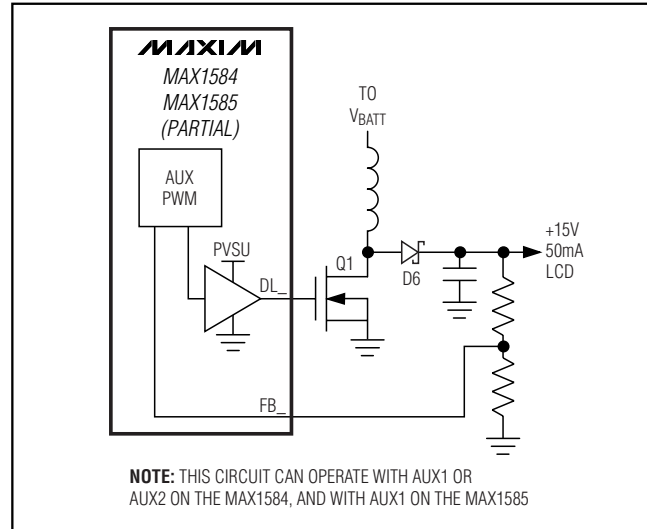 MAXIM
MAX1584
MAX1585
(PARTIAL)
TO
VBATT
AUX
PWM
PVSU
DL_
Q1
D6
+15V
50mA
LCD
FB_
NOTE: THIS CIRCUIT CAN OPERATE WITH AUX1 OR
AUX2 ON THE MAX1584, AND WITH AUX1 ON THE MAX1585